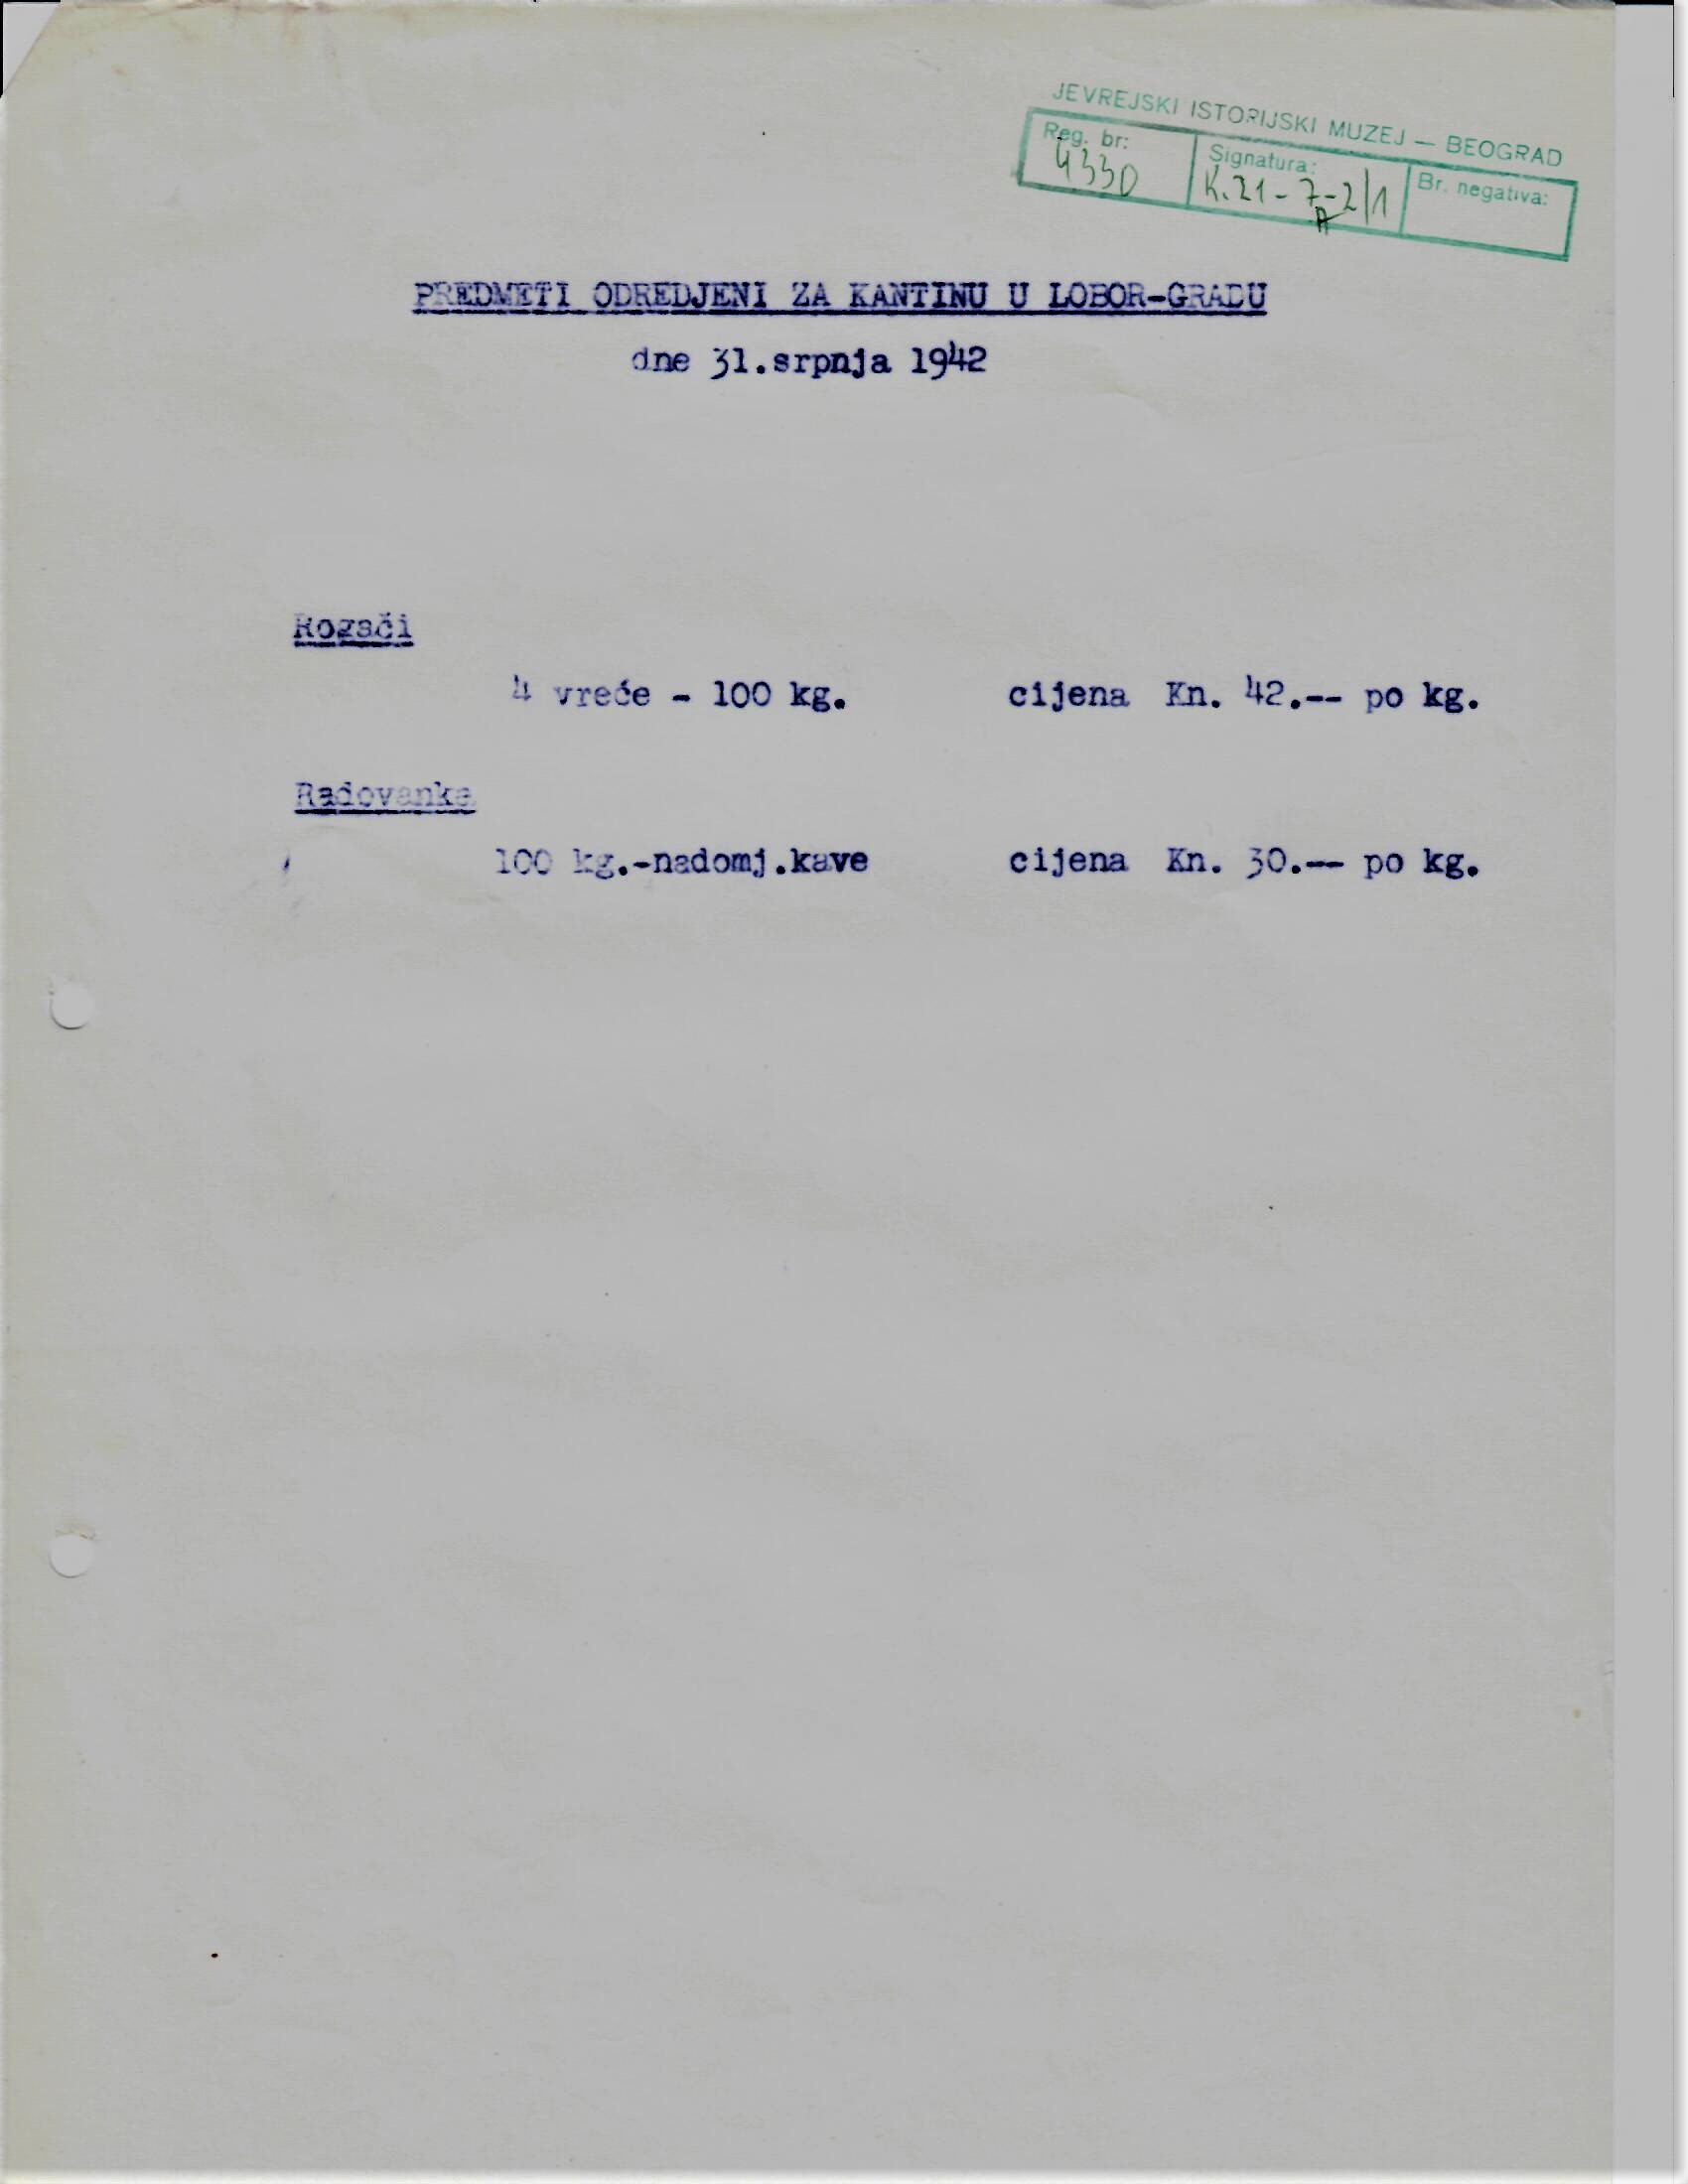 JEVREJSKI ISTORIJSKI MUZEJ — BEOGRAD
Reg. br: 4330 Signatura: K.21-7A-2/1 Br. negativa:
PREDMETI ODREDJENI ZA KANTINU U LOBOR-GRADU
dne 31.srpnja 1942
Rogači
4 vreće - 100 kg. cijena Kn. 42.-- po kg.
Radovanka
100 kg.-nadomj.kave cijena Kn. 30.-- po kg.